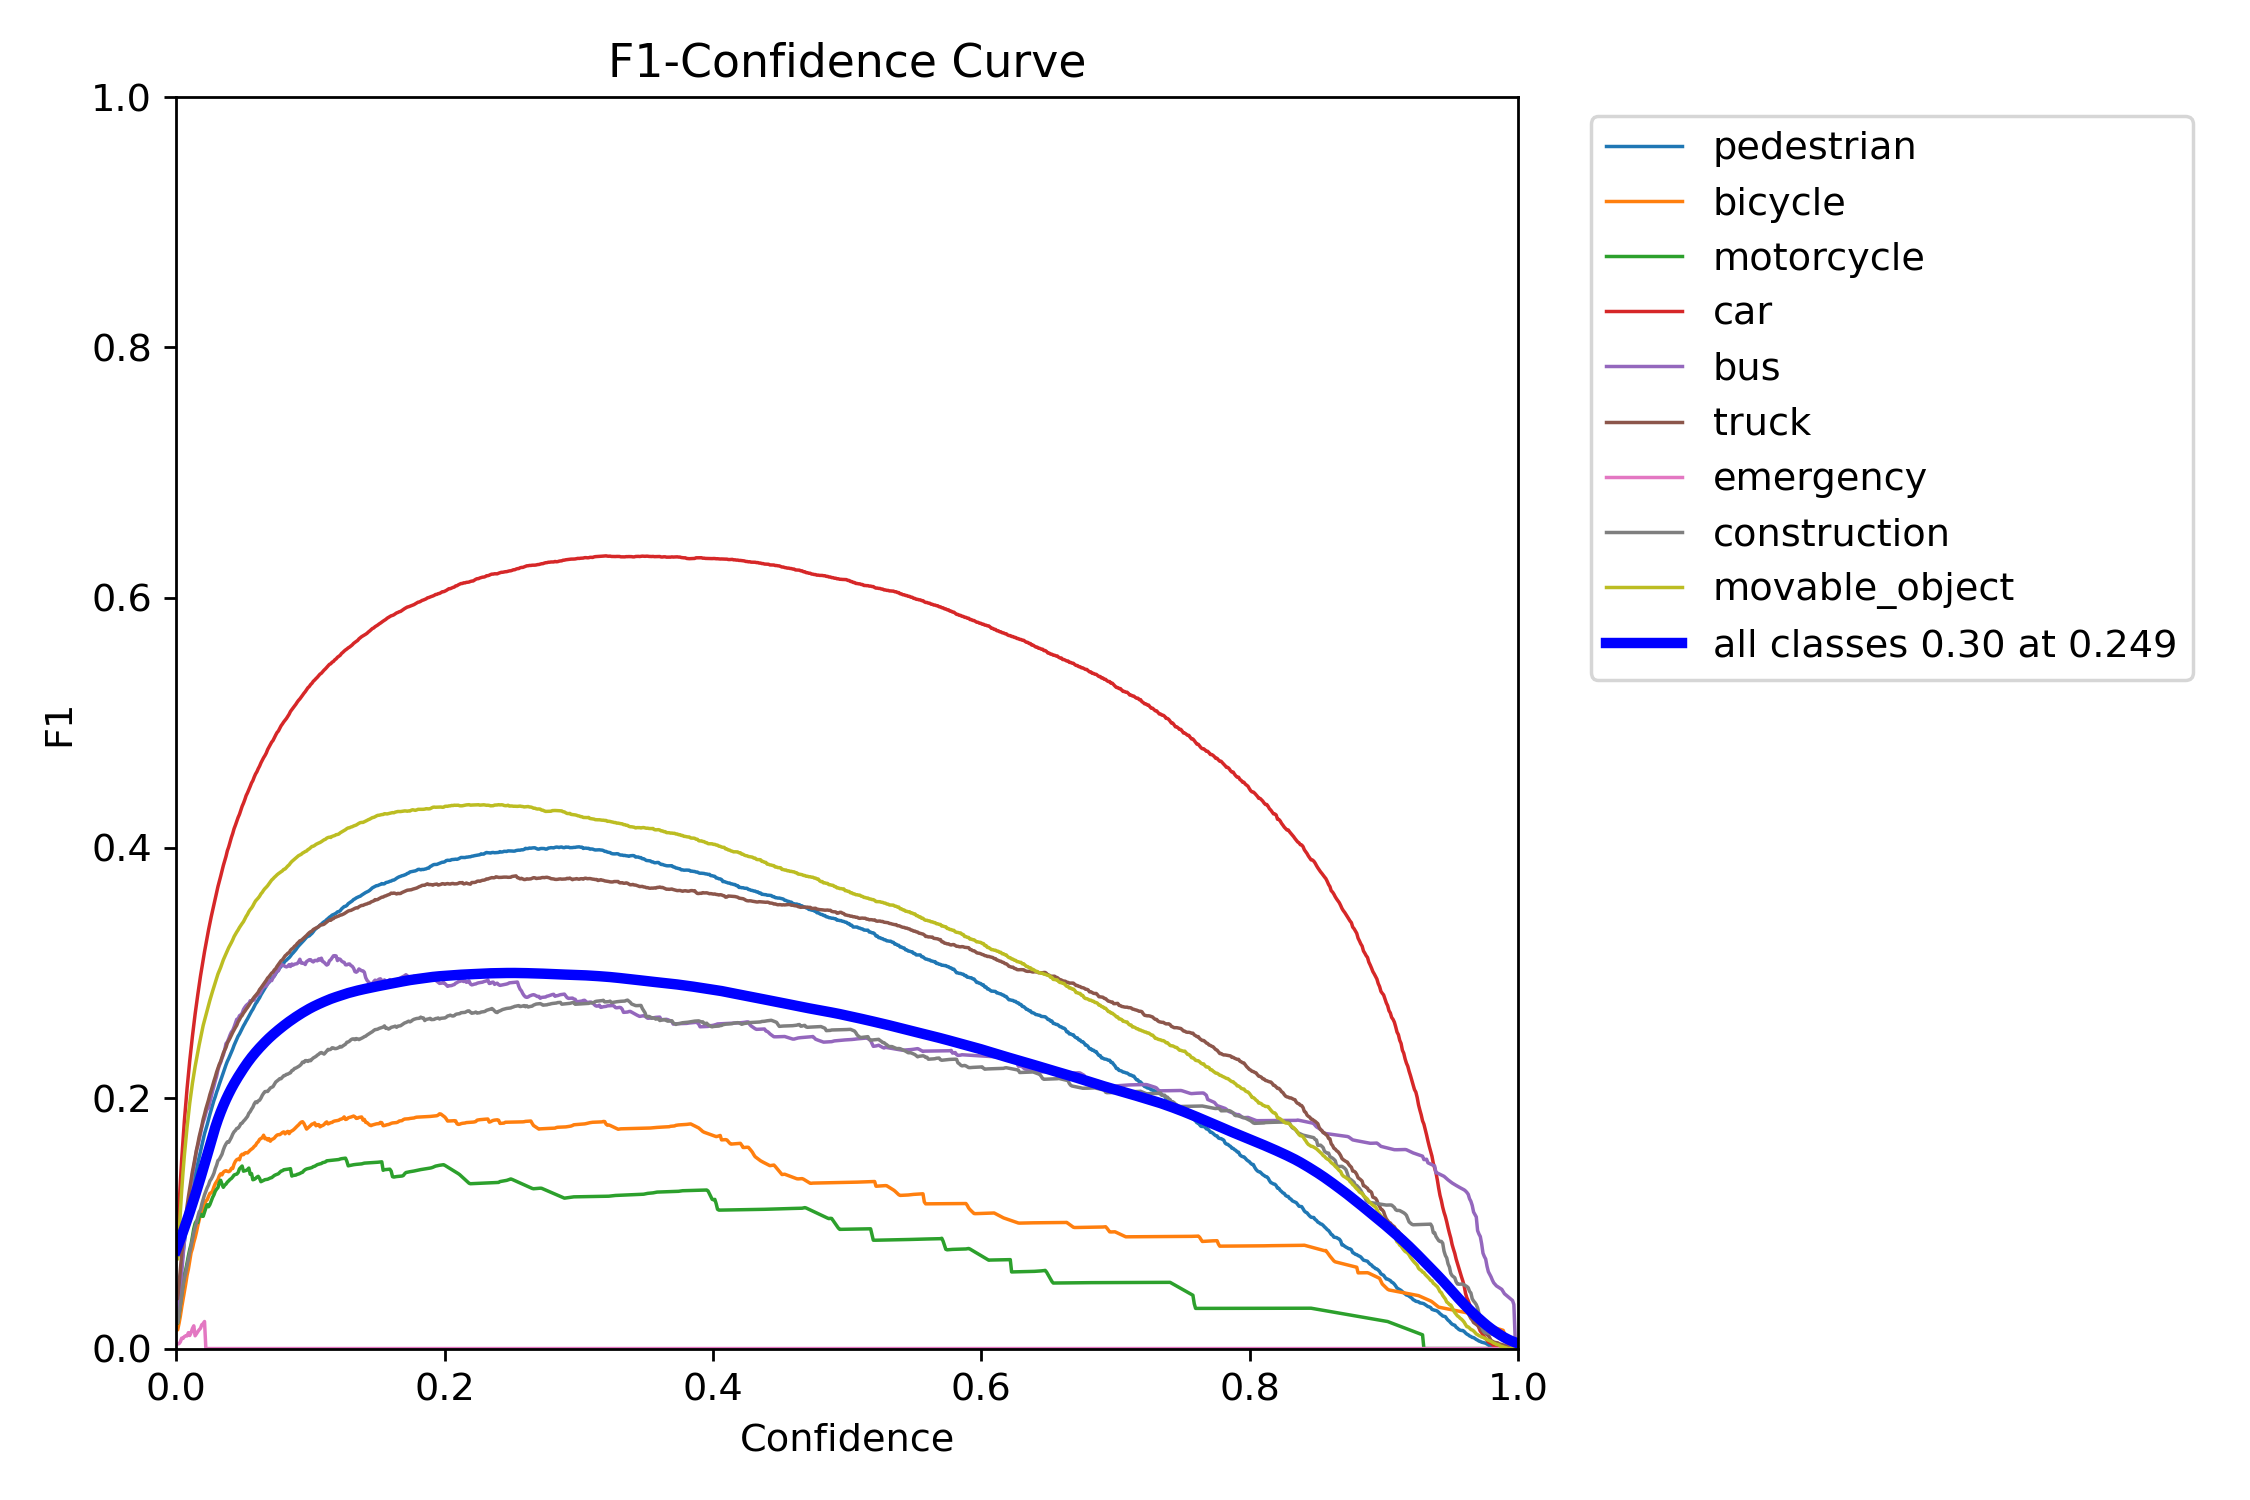 F1-Confidence Curve
1.0
0.8
0.6
0.4
0.2
0.0
F1
0.0 0.2 0.4 0.6 0.8 1.0
Confidence
pedestrian
bicycle
motorcycle
car
bus
truck
emergency
construction
movable_object
all classes 0.30 at 0.249